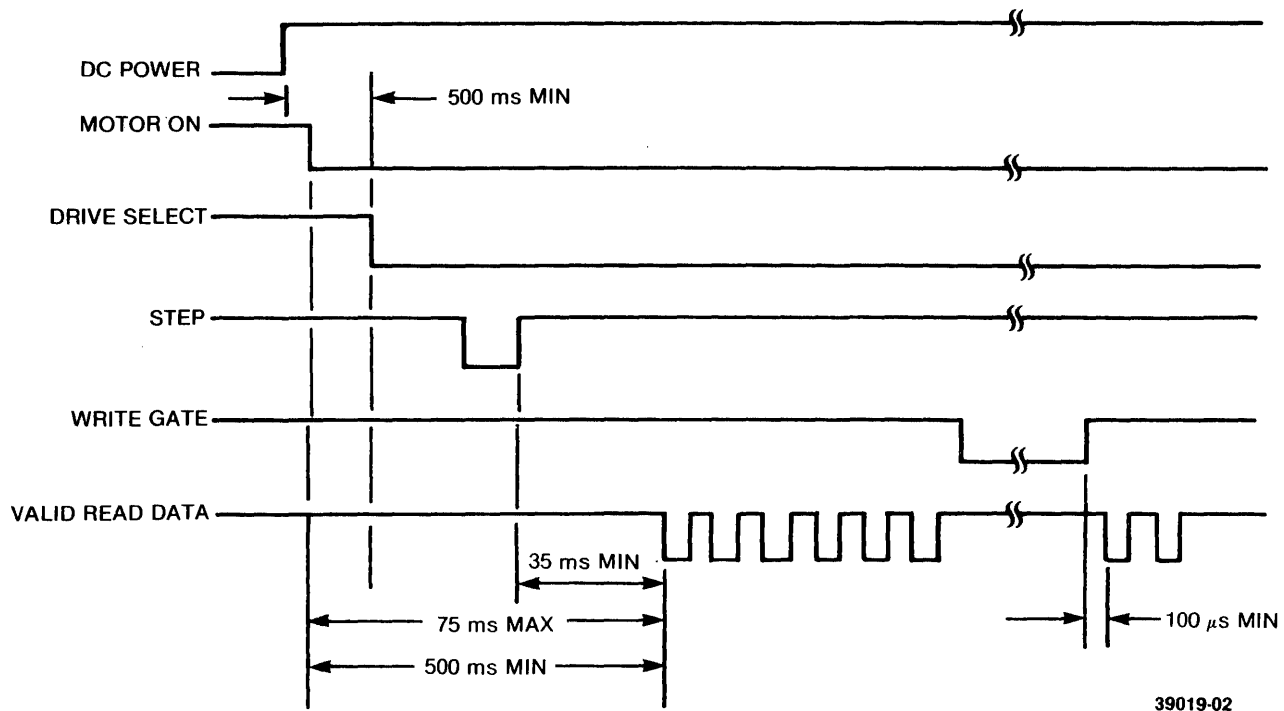 DC POWER
500 ms MIN
MOTOR ON
DRIVE SELECT
STEP
WRITE GATE
VALID READ DATA
35 ms MIN
75 ms MAX
100 μs MIN
500 ms MIN
39019-02